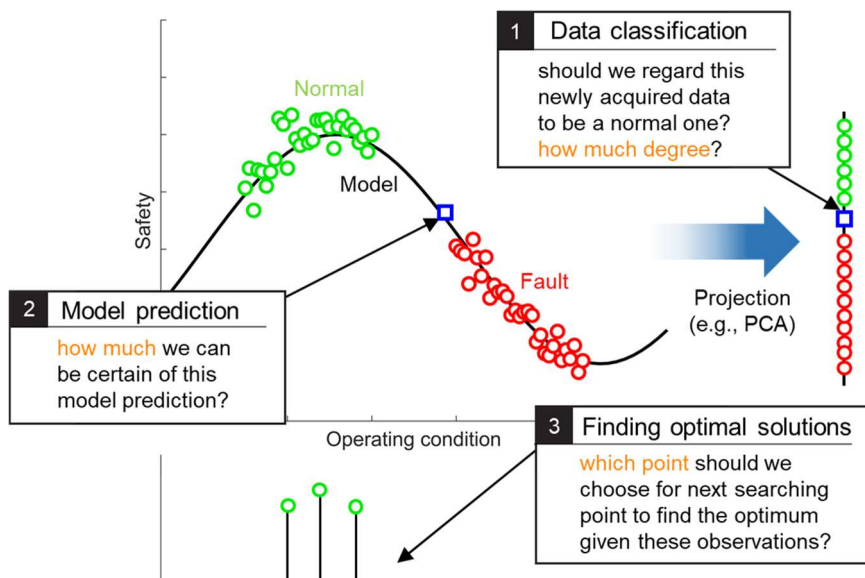 1 Data classification
should we regard this
newly acquired data
to be a normal one?
how much degree?
Normal
Model
Safety
Fault
Projection
(e.g., PCA)
2 Model prediction
how much we can
be certain of this
model prediction?
Operating condition
3 Finding optimal solutions
which point should we
choose for next searching
point to find the optimum
given these observations?